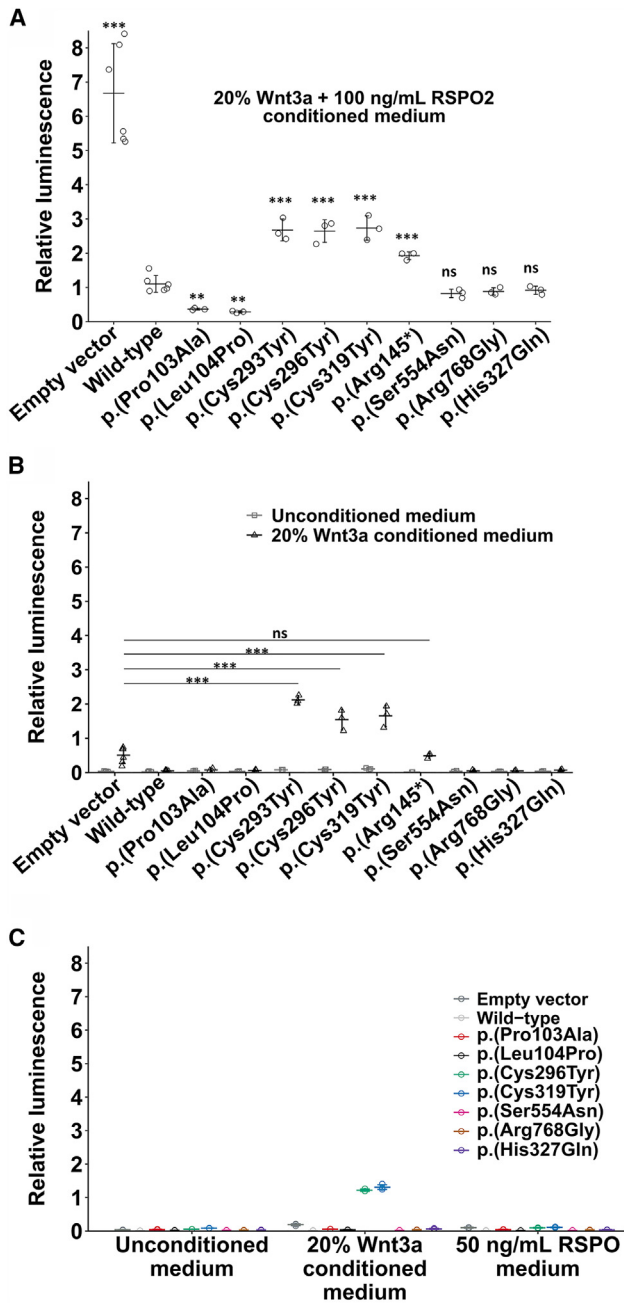 A
Relative luminescence
8
7
6
5
4
3
2
1
0
20% Wnt3a + 100 ng/mL RSPO2
conditioned medium
***
**
**
***
***
***
***
ns
ns
ns
Empty vector
Wild-type
p.(Pro103Ala)
p.(Leu104Pro)
p.(Cys293Tyr)
p.(Cys296Tyr)
p.(Cys319Tyr)
p.(Arg145*)
p.(Ser554Asn)
p.(Arg768Gly)
p.(His327Gln)
B
Relative luminescence
8
7
6
5
4
3
2
1
0
Unconditioned medium
20% Wnt3a conditioned medium
ns
***
***
***
Empty vector
Wild-type
p.(Pro103Ala)
p.(Leu104Pro)
p.(Cys293Tyr)
p.(Cys296Tyr)
p.(Cys319Tyr)
p.(Arg145*)
p.(Ser554Asn)
p.(Arg768Gly)
p.(His327Gln)
C
Relative luminescence
8
7
6
5
4
3
2
1
0
Empty vector
Wild−type
p.(Pro103Ala)
p.(Leu104Pro)
p.(Cys296Tyr)
p.(Cys319Tyr)
p.(Ser554Asn)
p.(Arg768Gly)
p.(His327Gln)
Unconditioned
medium
20% Wnt3a
conditioned
medium
50 ng/mL RSPO
medium